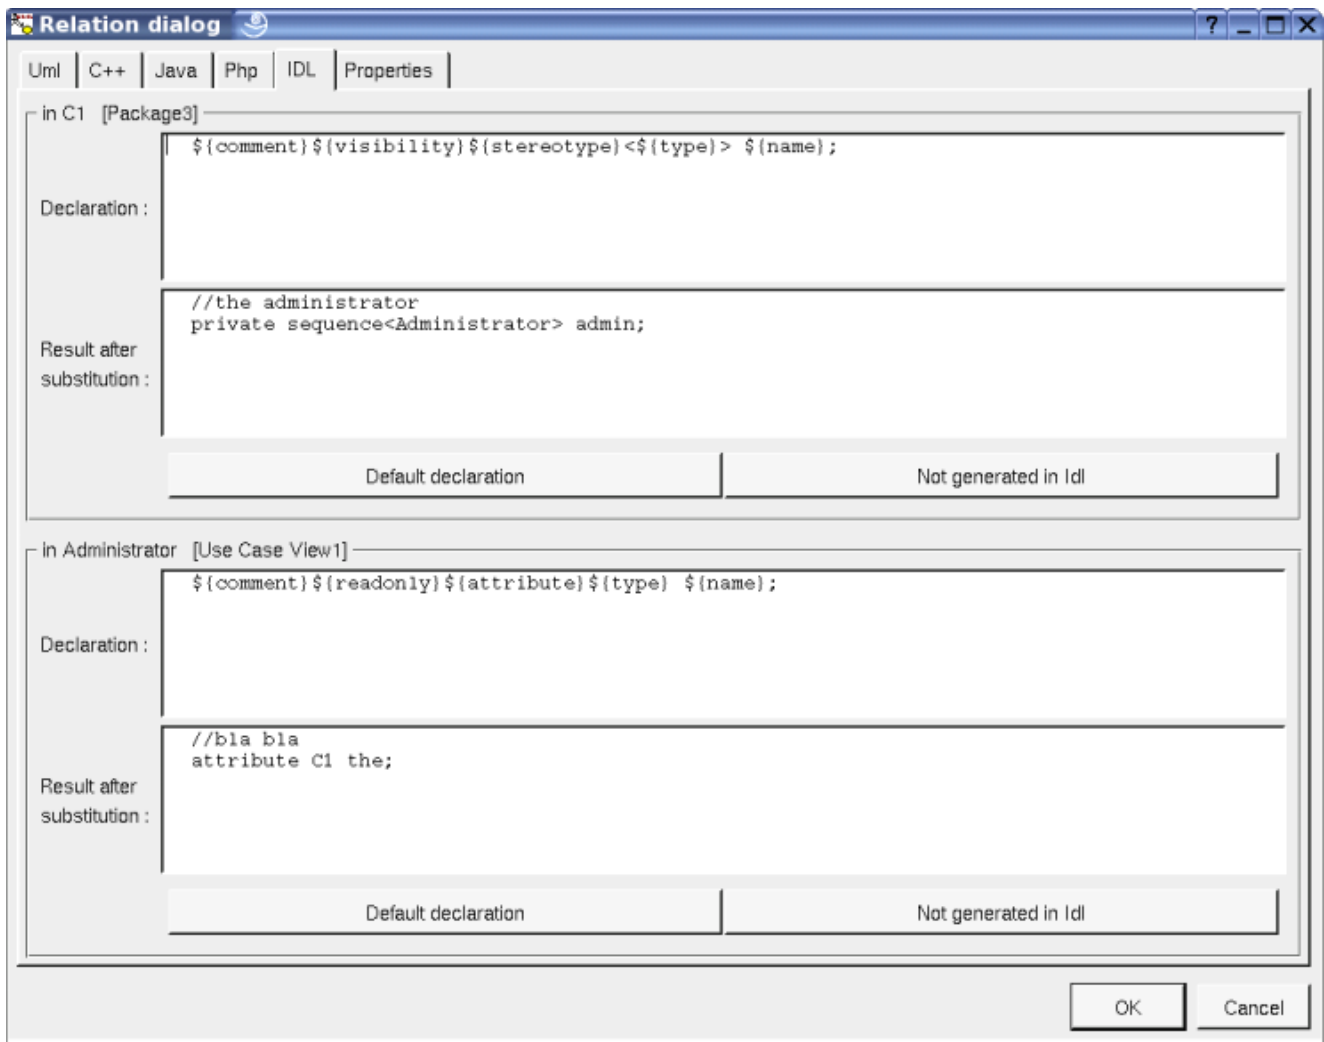 Relation dialog
?
Uml C++ Java Php IDL Properties
in C1 [Package3]
Declaration :
${comment}${visibility}${stereotype}<${type}> ${name};
Result after
substitution :
//the administrator
private sequence<Administrator> admin;
Default declaration Not generated in Idl
in Administrator [Use Case View1]
Declaration :
${comment}${readonly}${attribute}${type} ${name};
Result after
substitution :
//bla bla
attribute C1 the;
Default declaration Not generated in Idl
OK Cancel